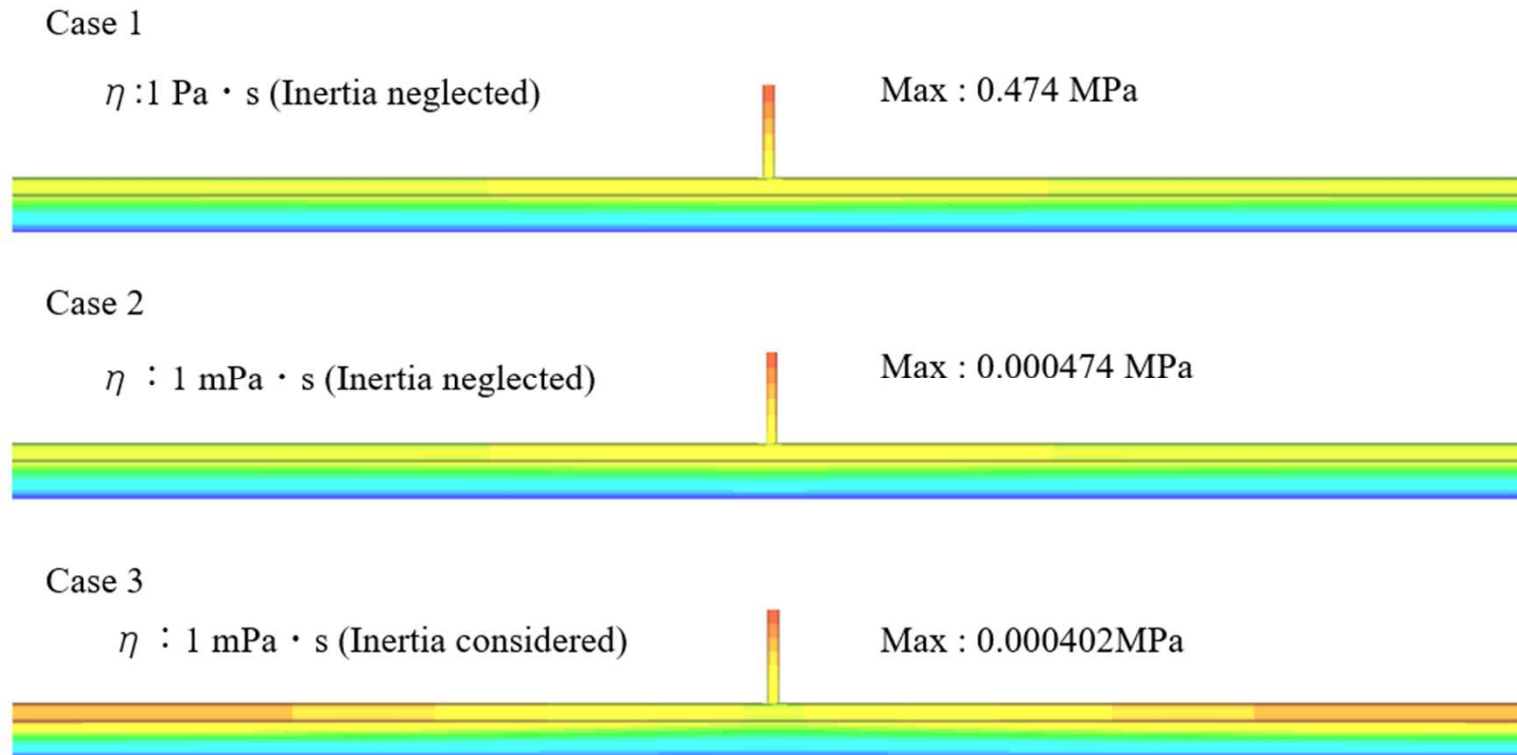 Case 1
η :1 Pa・s (Inertia neglected)
Max : 0.474 MPa
Case 2
η ：1 mPa・s (Inertia neglected)
Max : 0.000474 MPa
Case 3
η ：1 mPa・s (Inertia considered)
Max : 0.000402MPa